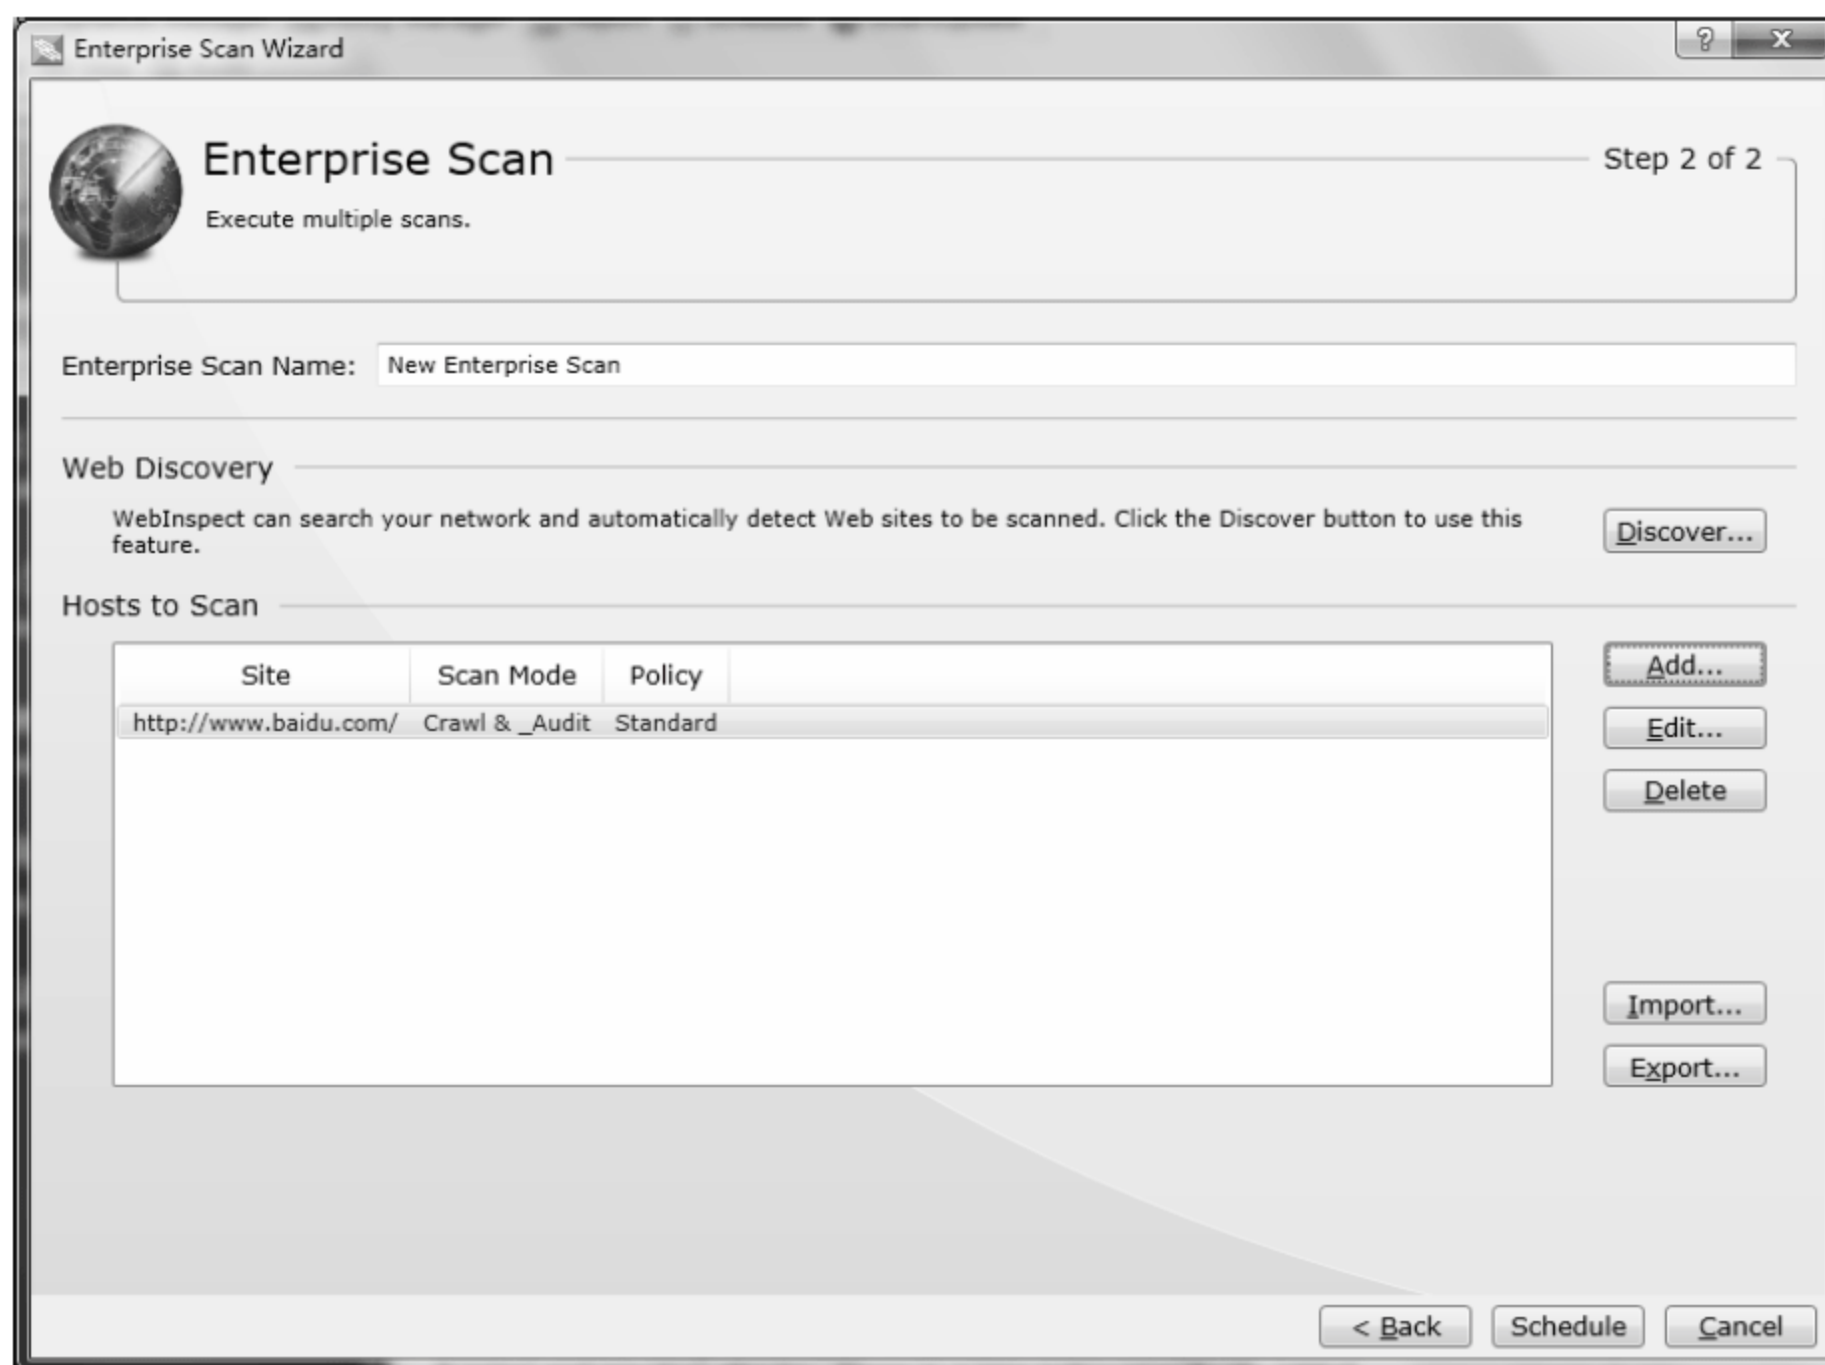 Enterprise Scan Wizard
?
X
Enterprise Scan
Step 2 of 2
Execute multiple scans.
Enterprise Scan Name:
New Enterprise Scan
Web Discovery
WebInspect can search your network and automatically detect Web sites to be scanned. Click the Discover button to use this
feature.
Discover...
Hosts to Scan
Site
Scan Mode
Policy
http://www.baidu.com/
Crawl & _Audit
Standard
Add...
Edit...
Delete
Import...
Export...
< Back
Schedule
Cancel